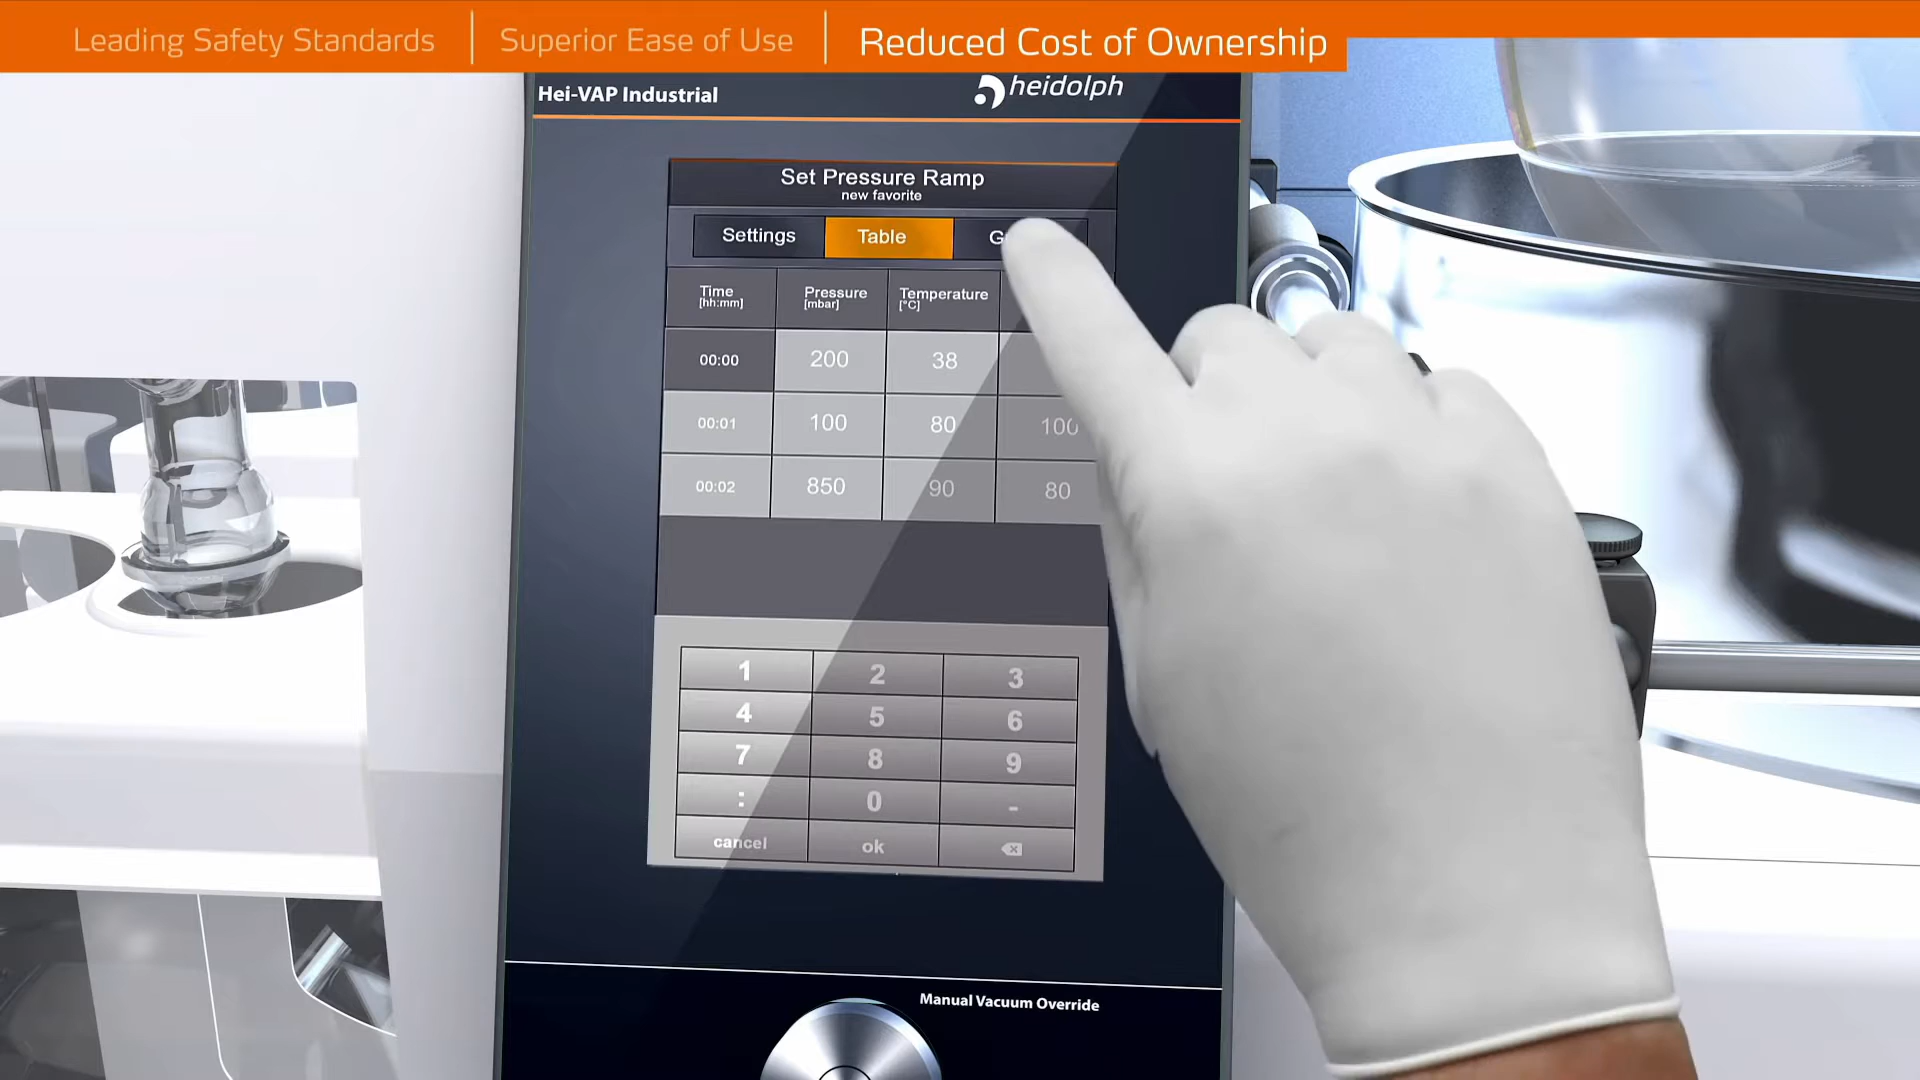 Leading Safety Standards
Superior Ease of Use
Reduced Cost of Ownership
Hei-VAP Industrial
heidolph
Set Pressure Ramp
new favorite
Settings
Table
Time
[hh:mm]
Pressure
[mbar]
Temperature
[°C]
00:00
200
38
00:01
100
80
100
00:02
850
90
80
1
2
3
4
5
6
7
8
9
:
0
-
cancel
ok
Manual Vacuum Override